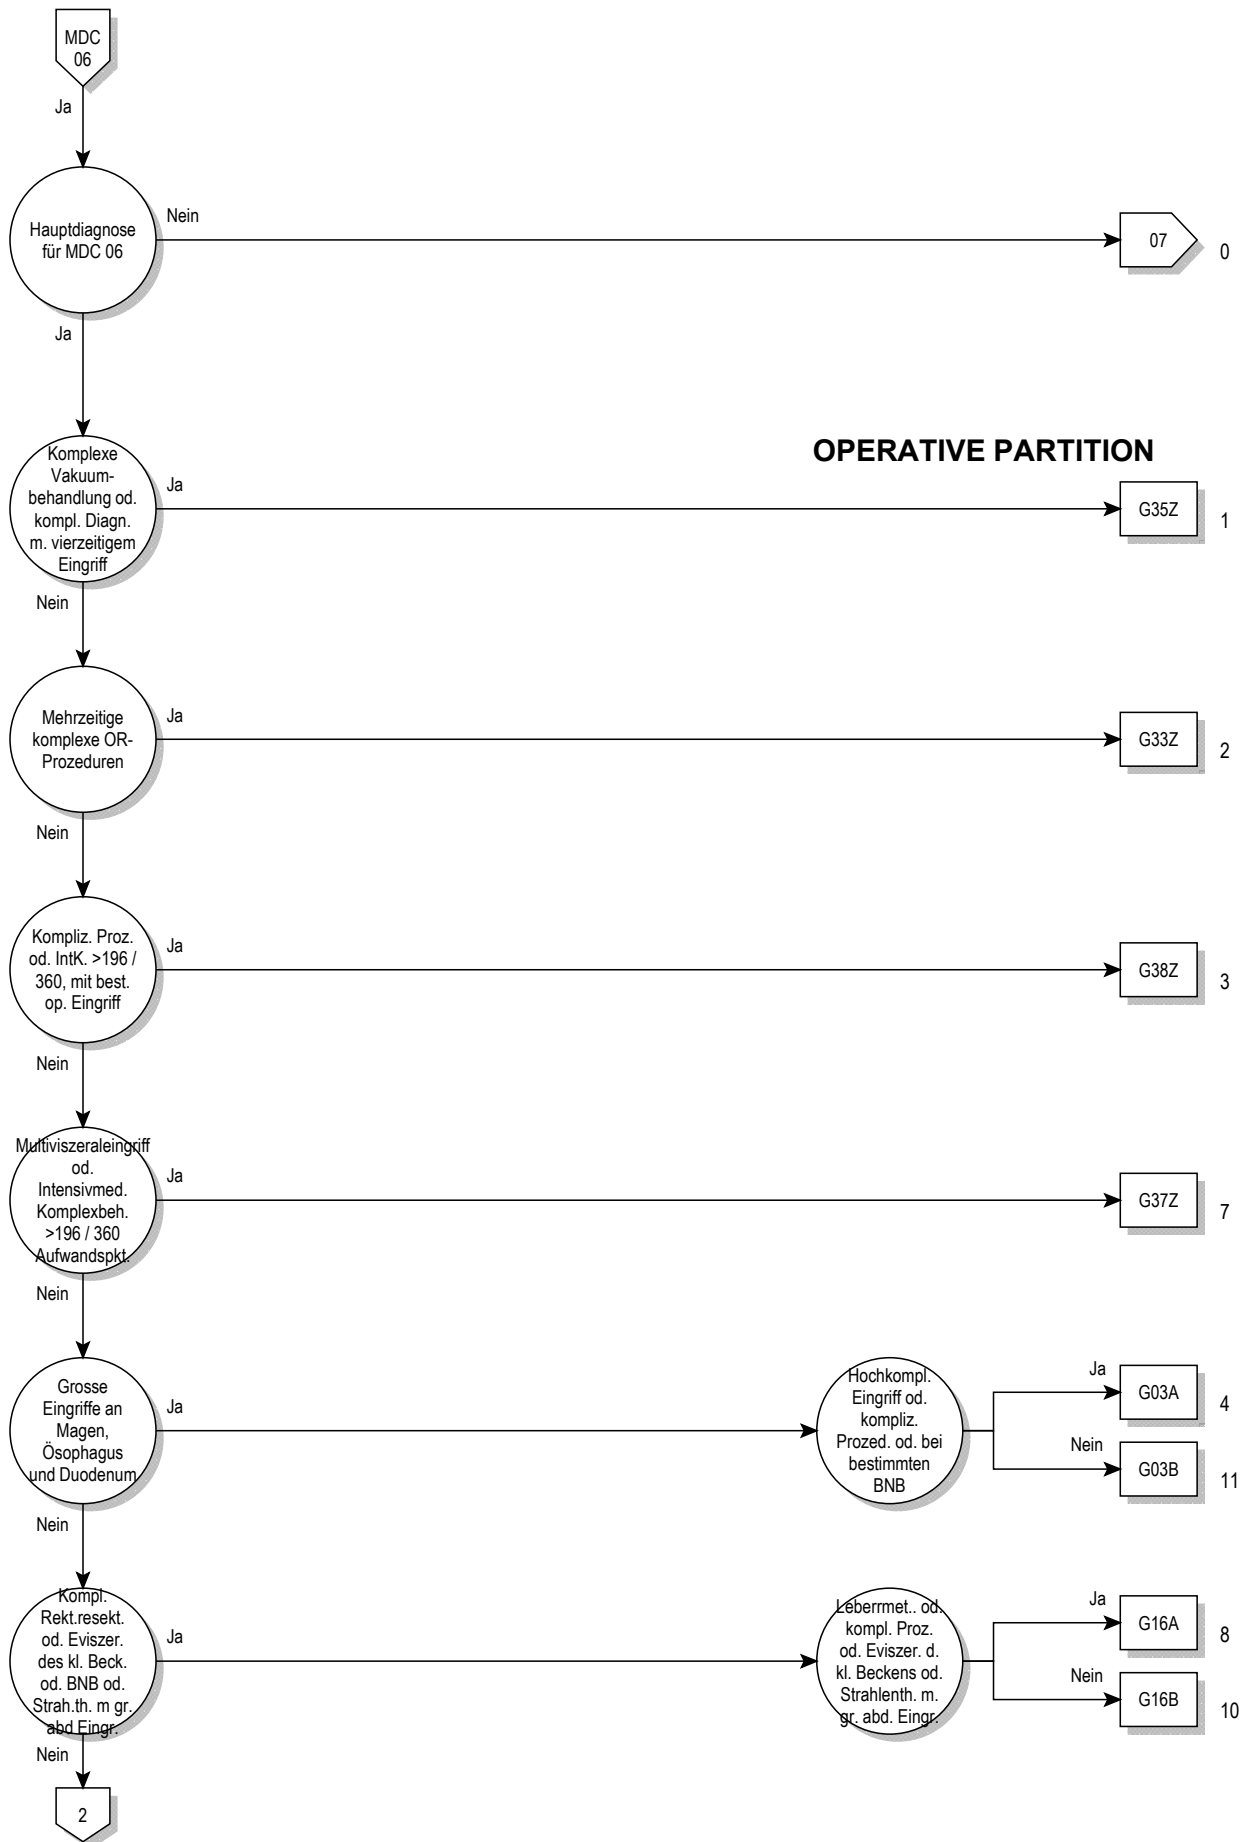 MDC
06
Ja
Hauptdiagnose
für MDC 06
Nein
07
0
Ja
OPERATIVE PARTITION
Komplexe
Vakuum-
behandlung od.
kompl. Diagn.
m. vierzeitigem
Eingriff
Ja
G35Z
1
Nein
Mehrzeitige
komplexe OR-
Prozeduren
Ja
G33Z
2
Nein
Kompliz. Proz.
od. IntK. >196 /
360, mit best.
op. Eingriff
Ja
G38Z
3
Nein
Multiviszeraleingriff
od.
Intensivmed.
Komplexbeh.
>196 / 360
Aufwandspkt.
Ja
G37Z
7
Nein
Grosse
Eingriffe an
Magen,
Ösophagus
und Duodenum
Ja
Hochkompl.
Eingriff od.
kompliz.
Prozed. od. bei
bestimmten
BNB
Ja
G03A
4
Nein
G03B
11
Nein
Kompl.
Rekt.resekt.
od. Eviszer.
des kl. Beck.
od. BNB od.
Strah.th. m gr.
abd Eingr.
Ja
Leberrmet.. od.
kompl. Proz.
od. Eviszer. d.
kl. Beckens od.
Strahlenth. m.
gr. abd. Eingr.
Ja
G16A
8
Nein
G16B
10
Nein
2